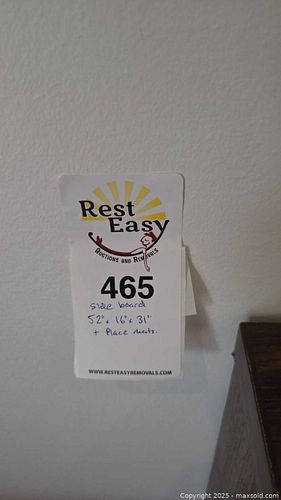 Rest
Easy
AUCTIONS AND REMOVALS
465
side board
52" x 16" x 31"
+ Place mats.
WWW.RESTEASYREMOVALS.COM
Copyright 2025 - maxsold.com